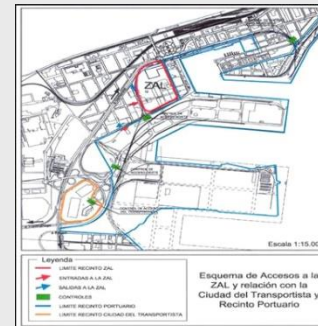 ZAL
Escala 1:15.00
Leyenda
LIMITE RECINTO ZAL
ENTRADAS A LA ZAL
SALIDAS A LA ZAL
CONTROLES
LIMITE RECINTO PORTUARIO
LIMITE RECINTO CIUDAD DEL TRANSPORTISTA
Esquema de Accesos a la
ZAL y relación con la
Ciudad del Transportista y
Recinto Portuario